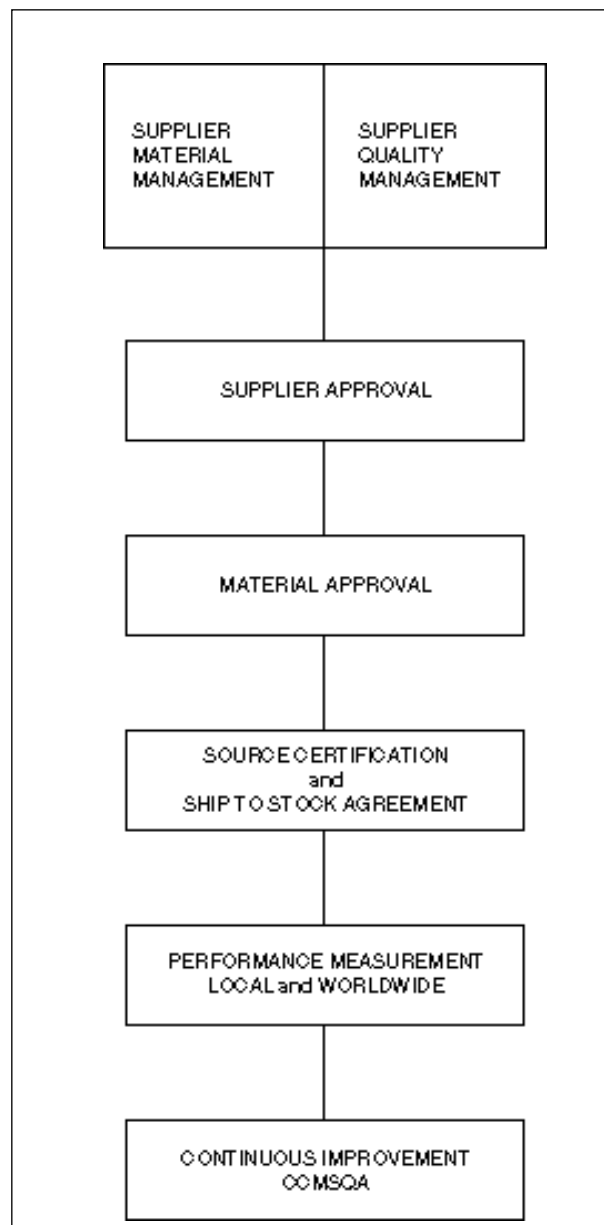 SUPPLIER
MATERIAL
MANAGEMENT
SUPPLIER
QUALITY
MANAGEMENT
SUPPLIER APPROVAL
MATERIAL APPROVAL
SOURCE CERTIFICATION
and
SHIP TO STOCK AGREEMENT
PERFORMANCE MEASUREMENT
LOCAL and WORLDWIDE
CONTINUOUS IMPROVEMENT